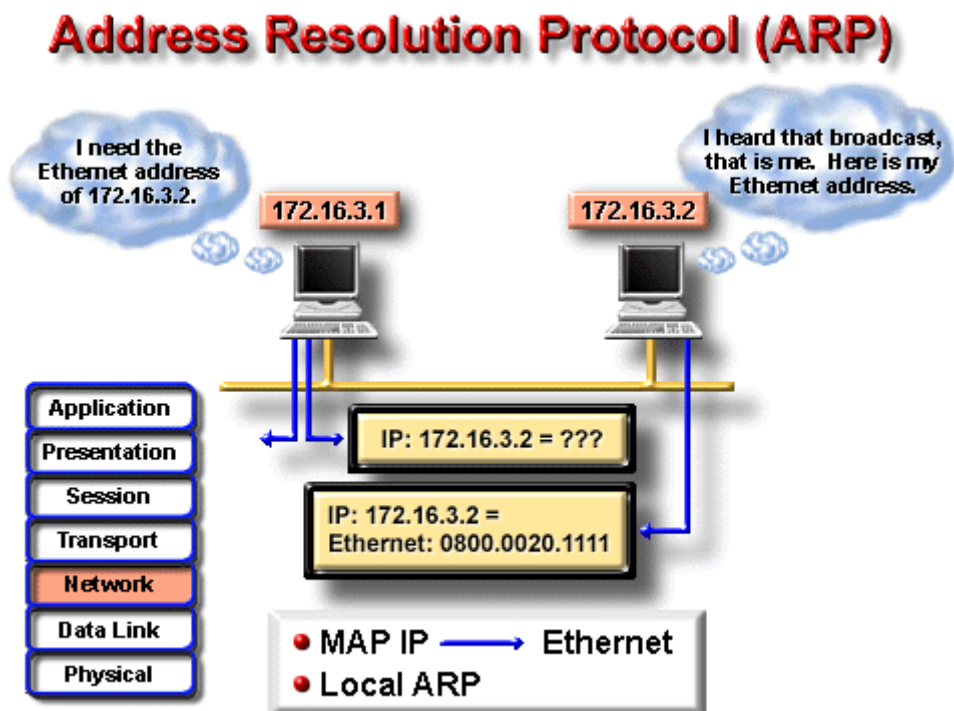 Address Resolution Protocol (ARP)
I need the
Ethernet address
of 172.16.3.2.
I heard that broadcast,
that is me. Here is my
Ethernet address.
172.16.3.1
172.16.3.2
Application
Presentation
Session
Transport
Network
Data Link
Physical
IP: 172.16.3.2 = ???
IP: 172.16.3.2 =
Ethernet: 0800.0020.1111
MAP IP Ethernet
Local ARP